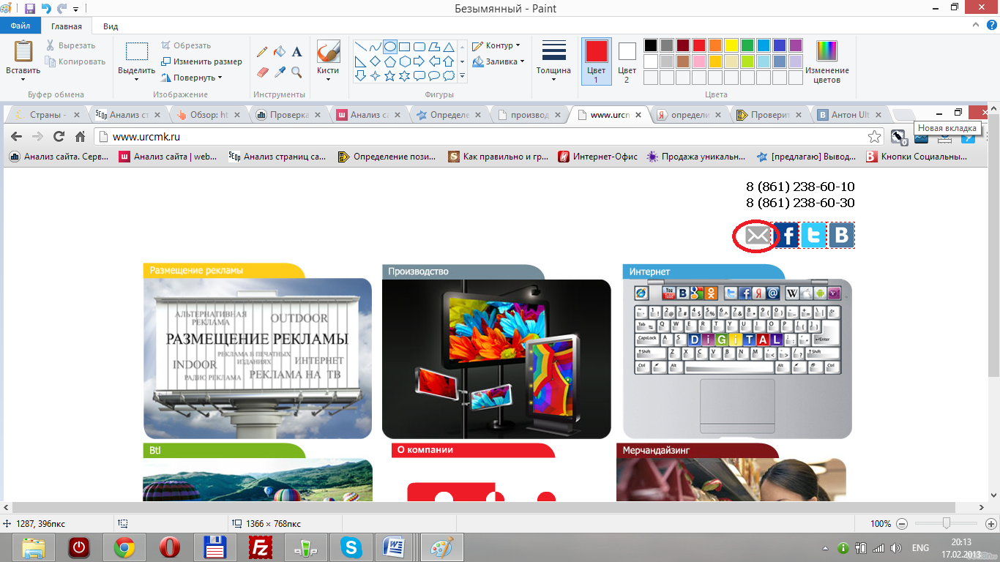 Безымянный - Paint
Файл Главная Вид
Вставить
Вырезать
Копировать
Буфер обмена
Выделить
Обрезать
Изменить размер
Повернуть
Изображение
A
Инструменты
Кисти
Контур
Заливка
Фигуры
Толщина
Цвет 1
Цвет 2
Изменение цветов
Цвета
Страны - Анализ ст Обзор: ht Проверка Анализ са Определе производ www.urcm определи Проверит Антон Ult
www.urcmk.ru
Новая вкладка
Анализ сайта. Серв... Анализ сайта | web... Анализ страниц са... Определение пози... Как правильно и гр... Интернет-Офис Продажа уникальн... [предлагаю] Вывод... Кнопки Социальны...
8 (861) 238-60-10
8 (861) 238-60-30
f t B
Размещение рекламы Производство Интернет
АЛЬТЕРНАТИВНАЯ РЕКЛАМА
OUTDOOR
РАЗМЕЩЕНИЕ РЕКЛАМЫ
РЕКЛАМА В ПЕЧАТНЫХ ИЗДАНИЯХ
INDOOR
ИНТЕРНЕТ
РАДИО РЕКЛАМА
РЕКЛАМА НА ТВ
DiGiTAL
Btl О компании Мерчандайзинг
1287, 396пкс 1366 × 768пкс 100%
ENG
20:13
17.02.2013